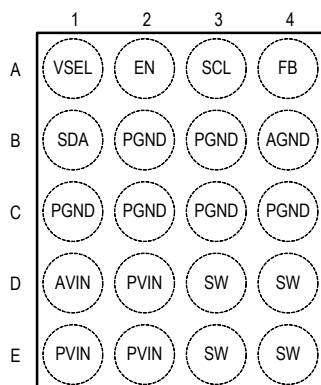 1 2 3 4
A VSEL EN SCL FB
B SDA PGND PGND AGND
C PGND PGND PGND PGND
D AVIN PVIN SW SW
E PVIN PVIN SW SW